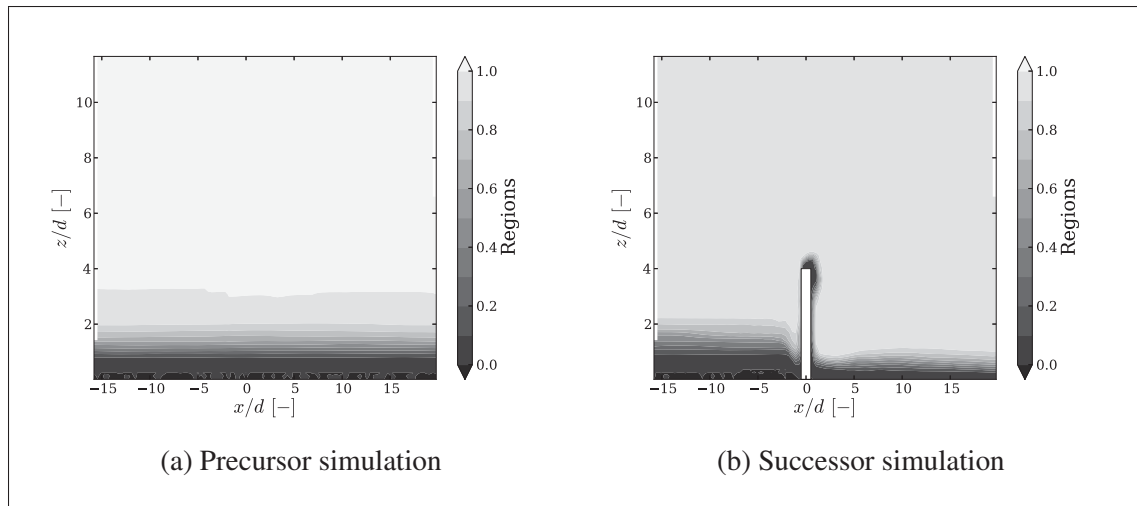 10
8
6
4
2
z/d [−]
−15 −10 −5 0 5 10 15
x/d [−]
1.0
0.8
0.6
0.4
0.2
0.0
Regions
(a) Precursor simulation
10
8
6
4
2
z/d [−]
−15 −10 −5 0 5 10 15
x/d [−]
1.0
0.8
0.6
0.4
0.2
0.0
Regions
(b) Successor simulation